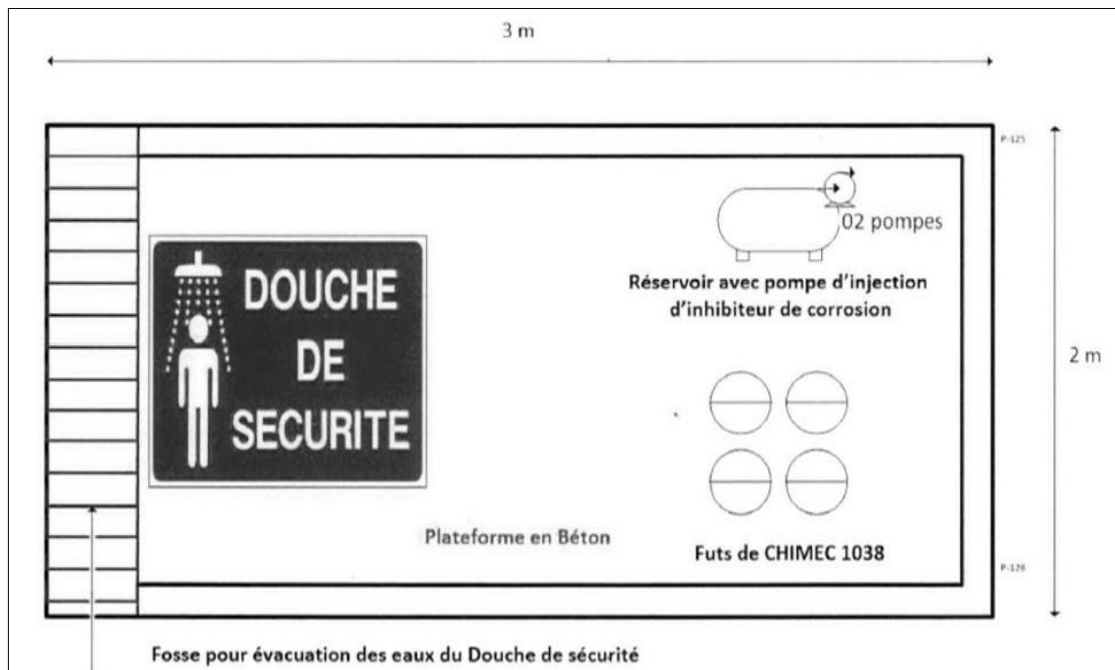 3 m
P-125
02 pompes
Réservoir avec pompe d'injection
d'inhibiteur de corrosion
DOUCHE
DE
SECURITE
2 m
Plateforme en Béton
Futs de CHIMEC 1038
P-126
Fosse pour évacuation des eaux du Douche de sécurité